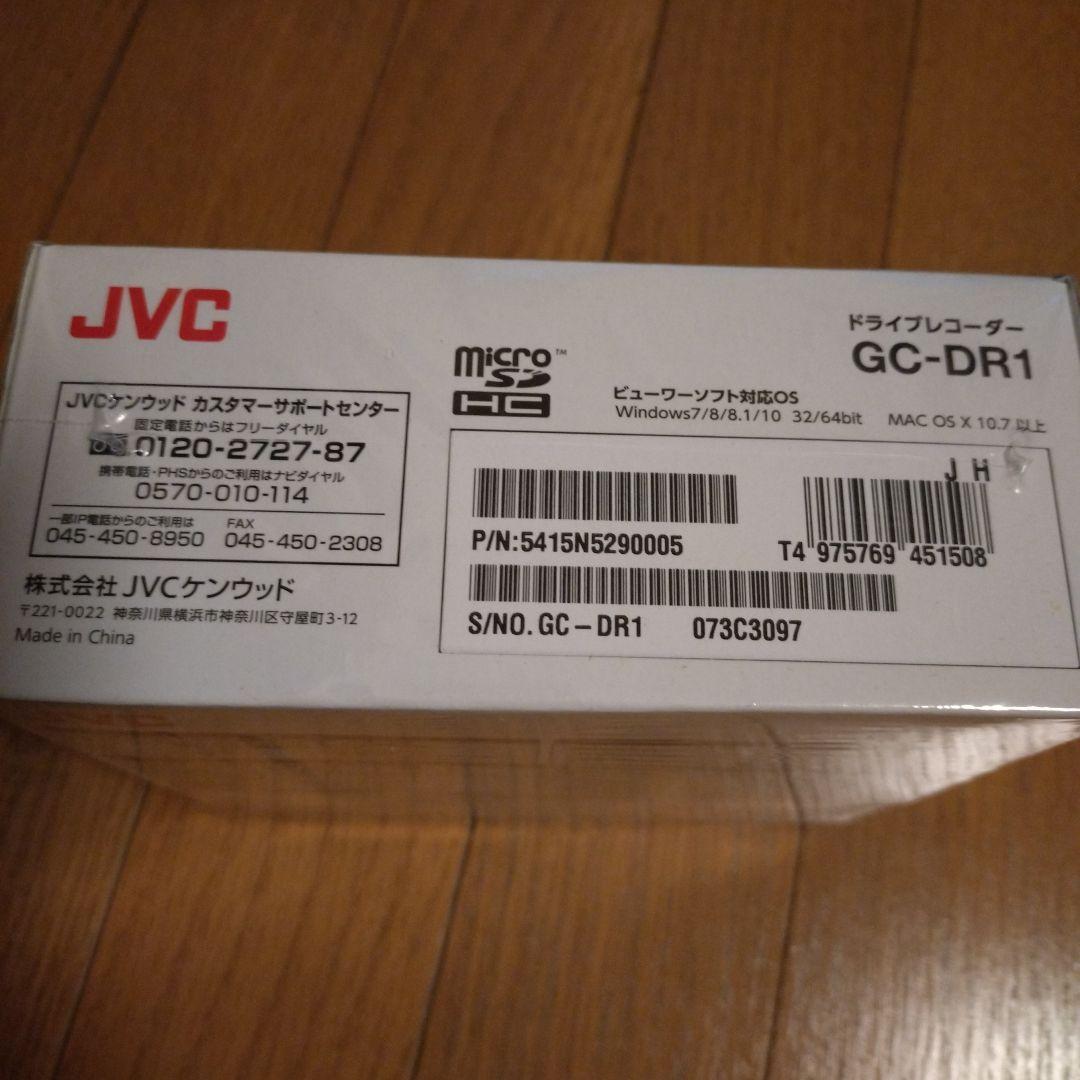 JVC
JVCケンウッド カスタマーサポートセンター
固定電話からはフリーダイヤル
0120-2727-87
携帯電話・PHSからのご利用はナビダイヤル
0570-010-114
一部IP電話からのご利用は
045-450-8950
FAX
045-450-2308
株式会社 JVCケンウッド
〒221-0022 神奈川県横浜市神奈川区守屋町3-12
Made in China
micro SD HC ™
ドライブレコーダー
GC-DR1
ビューワーソフト対応OS
Windows7/8/8.1/10 32/64bit MAC OS X 10.7 以上
J H
P/N:5415N5290005
T4 975769 451508
S/NO. GC-DR1 073C3097